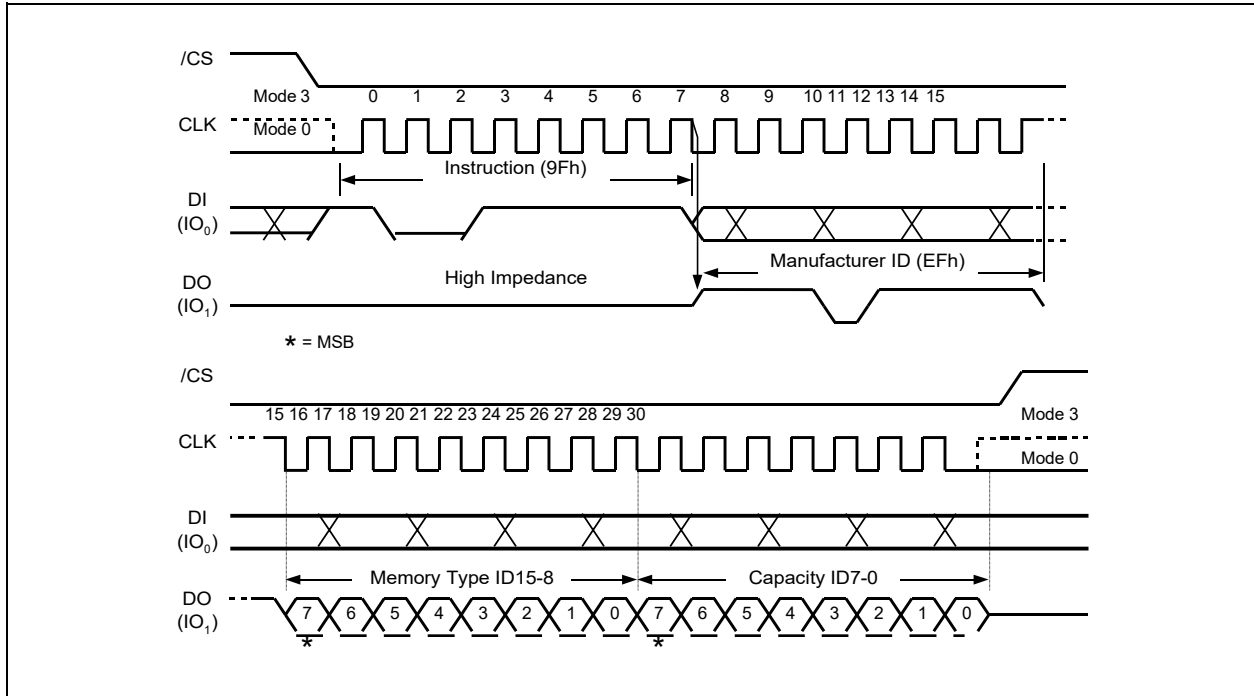 /CS
Mode 3 0 1 2 3 4 5 6 7 8 9 10 11 12 13 14 15
CLK Mode 0
Instruction (9Fh)
DI
(IO0)
Manufacturer ID (EFh)
High Impedance
DO
(IO1)
* = MSB
/CS
15 16 17 18 19 20 21 22 23 24 25 26 27 28 29 30 Mode 3
CLK
Mode 0
DI
(IO0)
Memory Type ID15-8 Capacity ID7-0
DO
(IO1)
7 6 5 4 3 2 1 0 7 6 5 4 3 2 1 0
* *